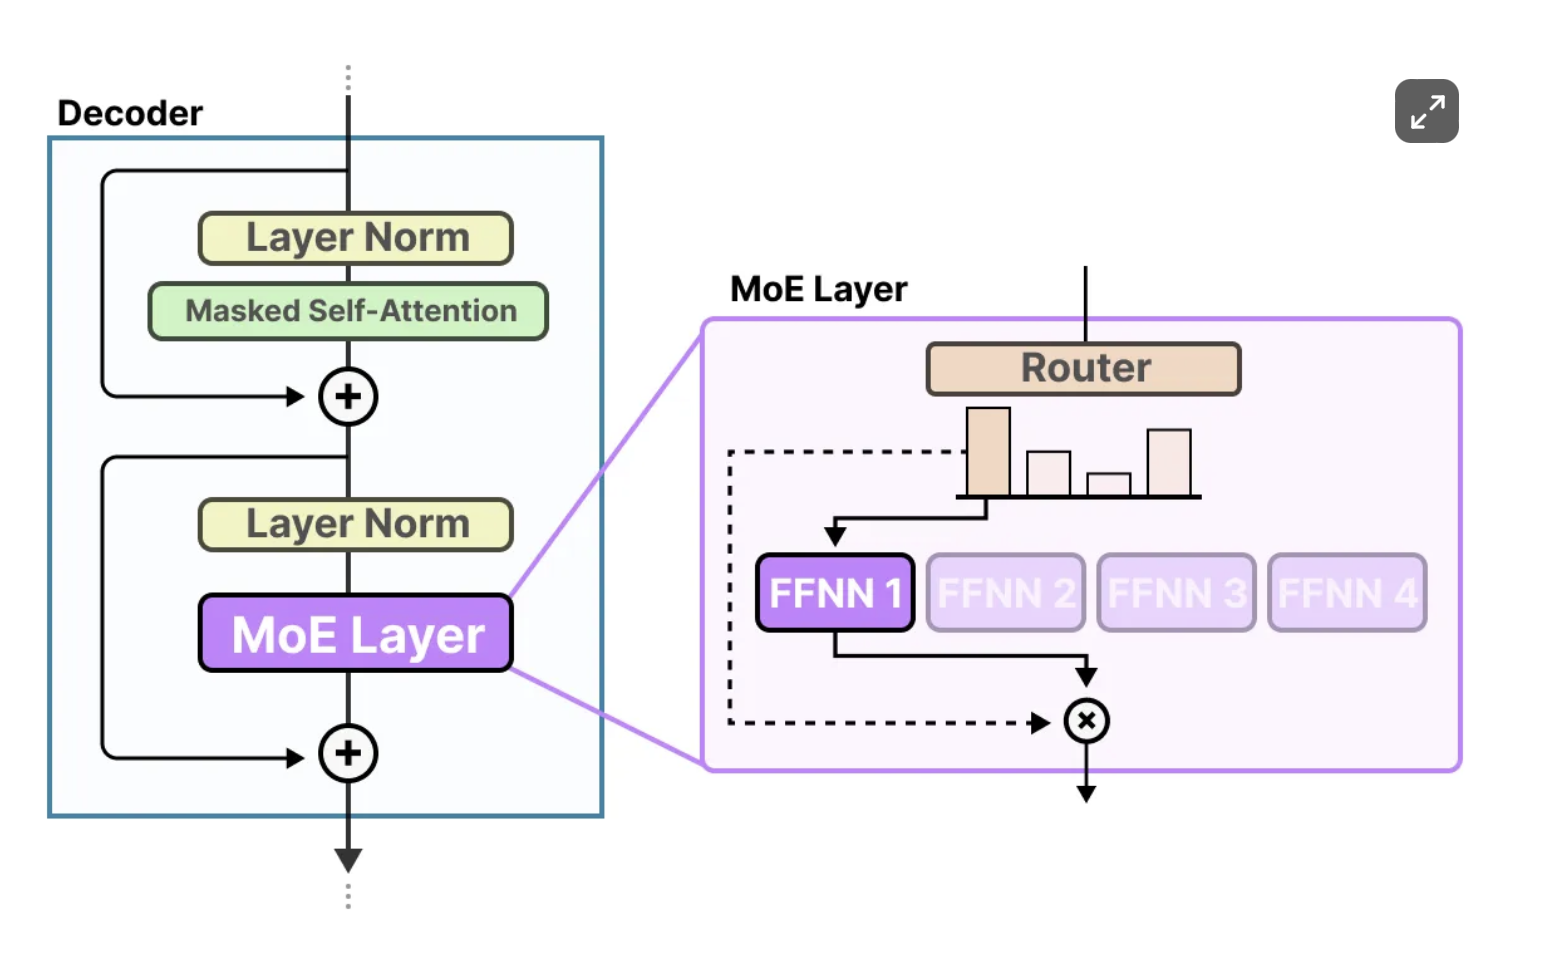 Decoder
Layer Norm
Masked Self-Attention
Layer Norm
MoE Layer
MoE Layer
Router
FFNN 1
FFNN 2
FFNN 3
FFNN 4